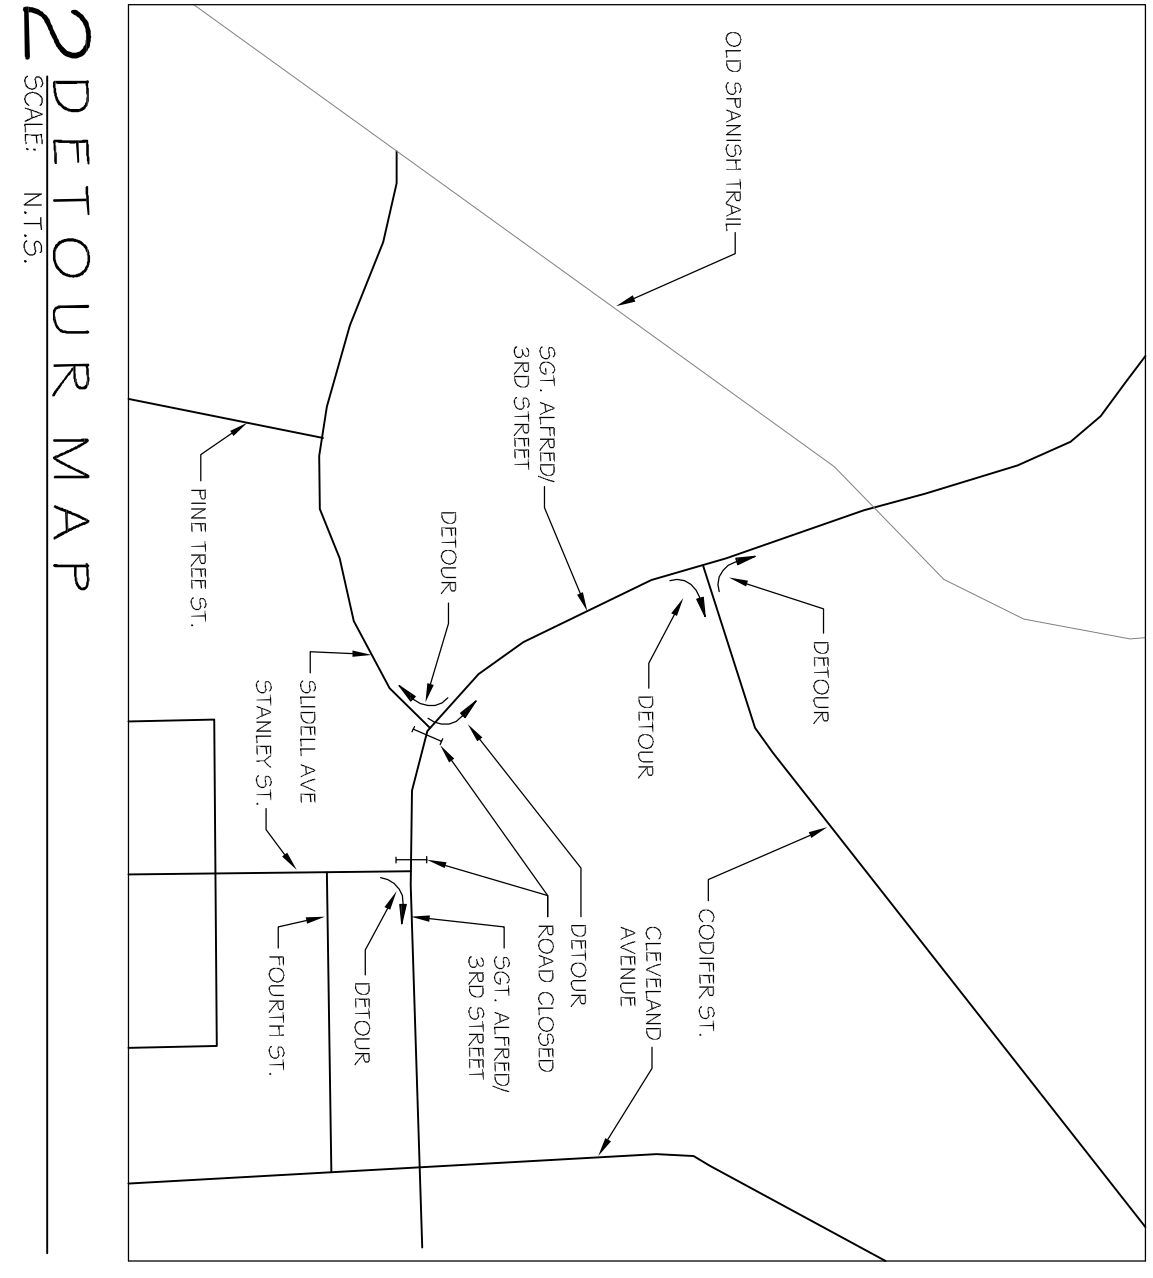 OLD SPANISH TRAIL
DETOUR
DETOUR
CODIFER ST.
CLEVELAND
AVENUE
SGT. ALFRED/
3RD STREET
DETOUR
DETOUR
ROAD CLOSED
SGT. ALFRED/
3RD STREET
DETOUR
SLIDELL AVE
STANLEY ST.
FOURTH ST.
PINE TREE ST.
2 DETOUR MAP
SCALE: N.T.S.